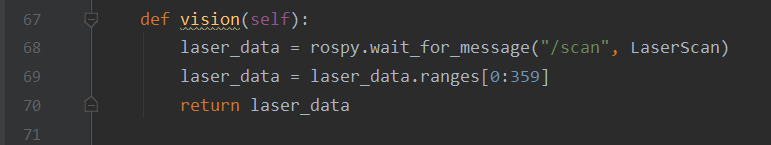 67 def vision(self):
68 laser_data = rospy.wait_for_message("/scan", LaserScan)
69 laser_data = laser_data.ranges[0:359]
70 return laser_data
71